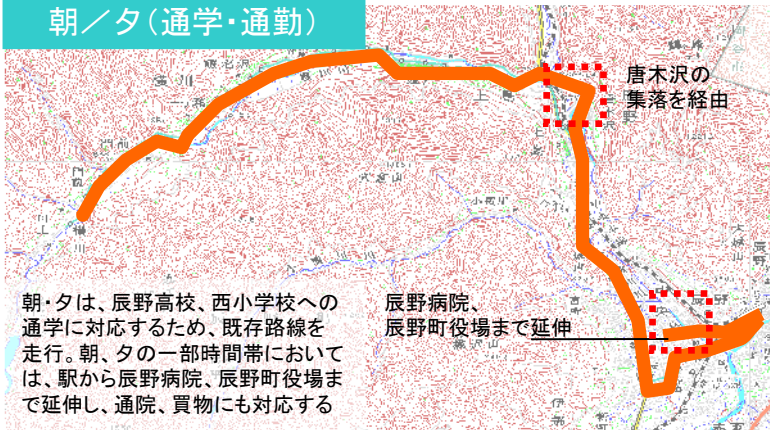 朝／夕（通学・通勤）
唐木沢の
集落を経由
朝・夕は、辰野高校、西小学校への
通学に対応するため、既存路線を
走行。朝、夕の一部時間帯において
は、駅から辰野病院、辰野町役場ま
で延伸し、通院、買物にも対応する
辰野病院、
辰野町役場まで延伸